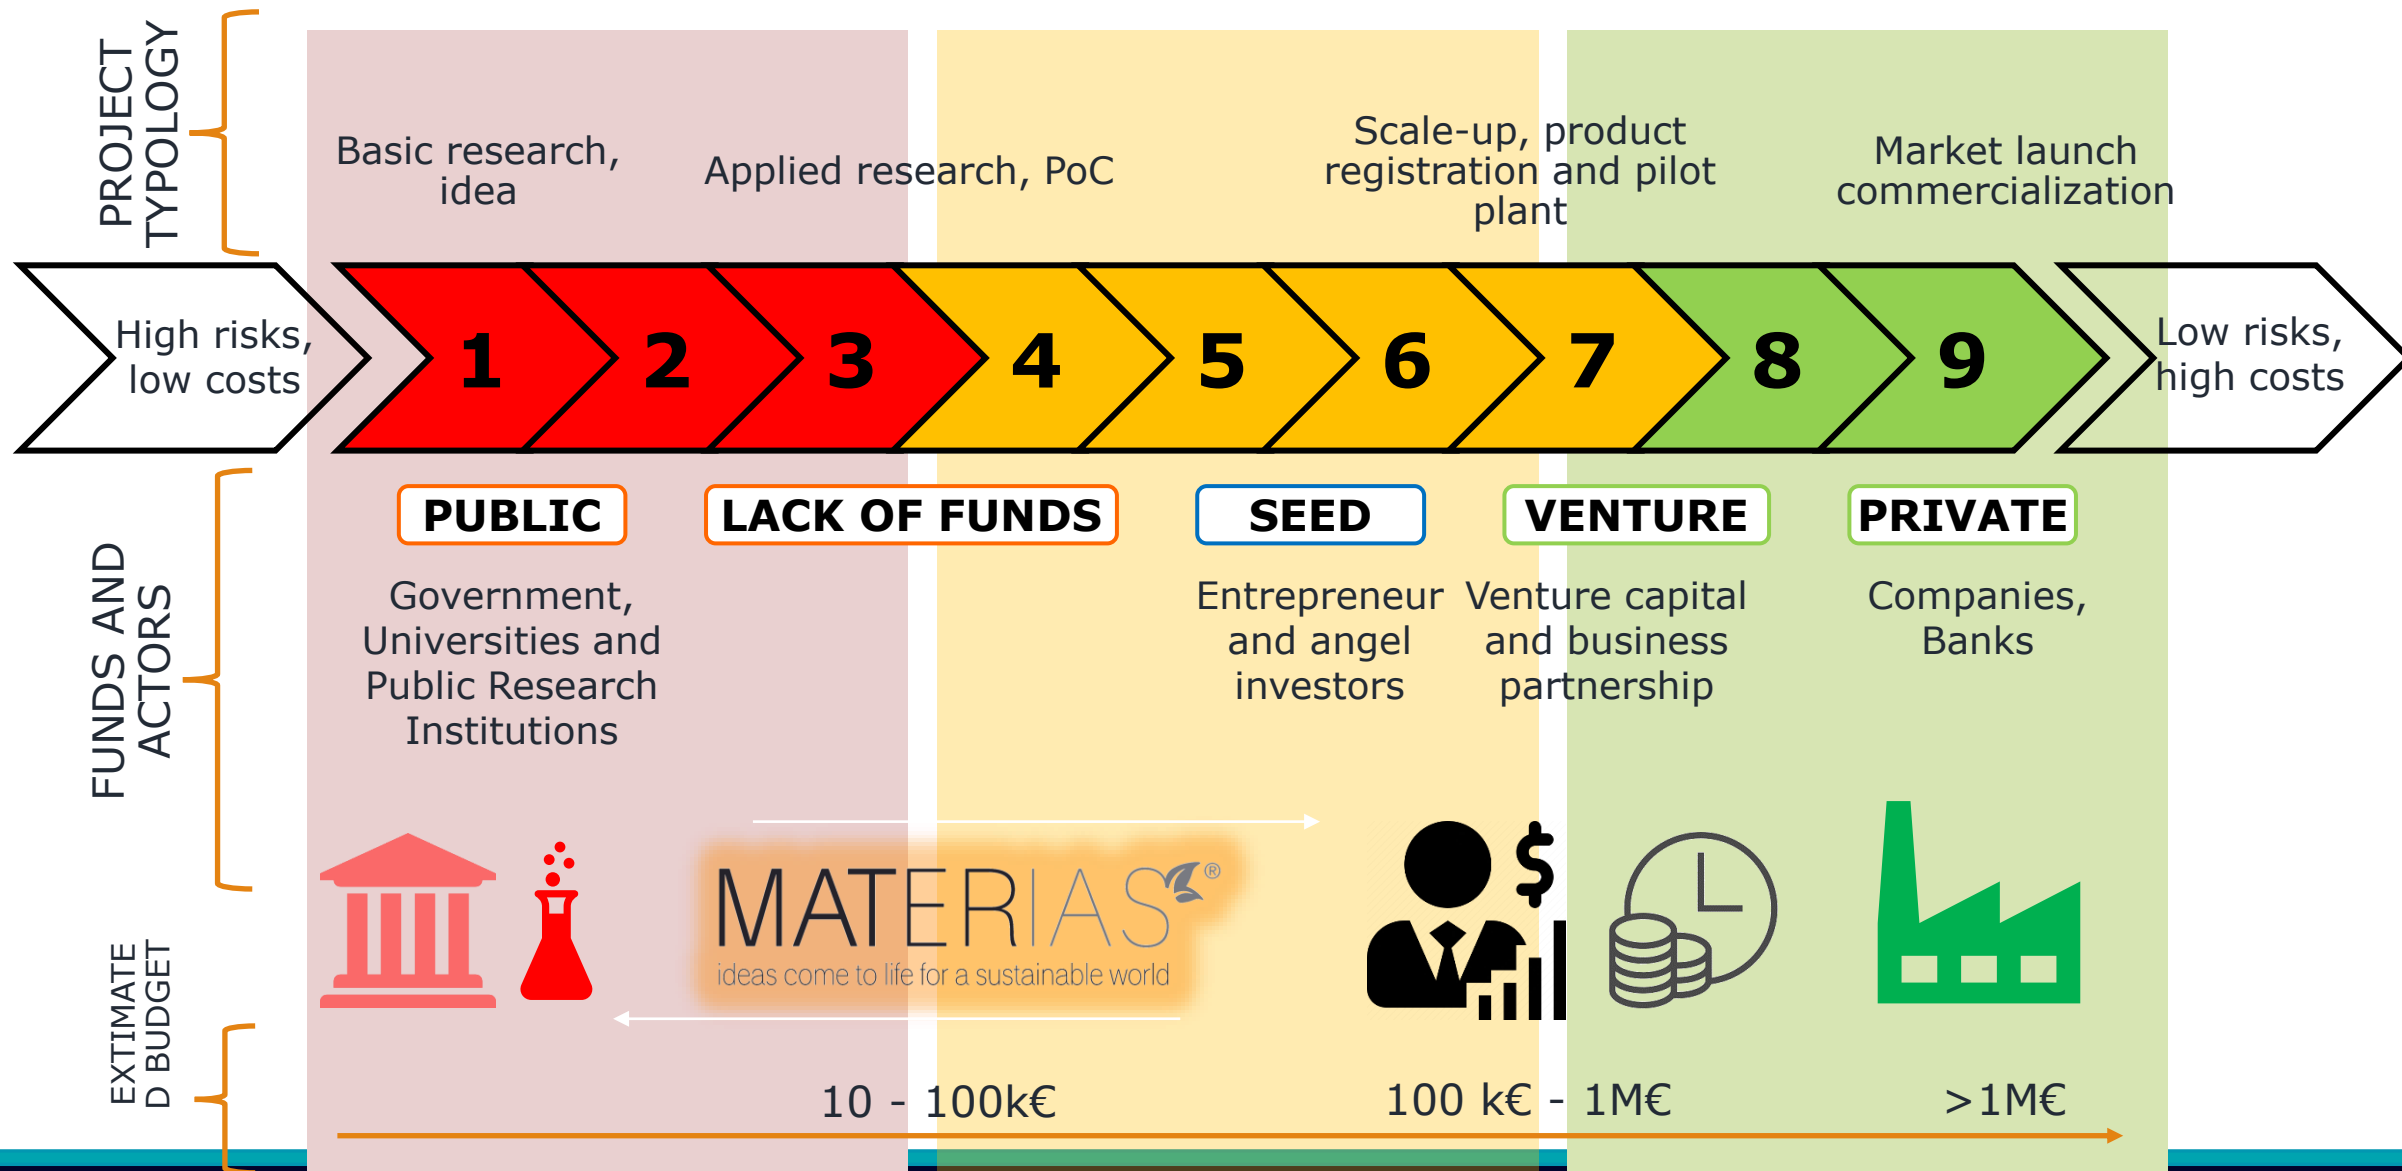 PROJECT
TYPOLOGY
Basic research,
idea
Applied research, PoC
Scale-up, product
registration and pilot
plant
Market launch
commercialization
High risks,
low costs
1
2
3
4
5
6
7
8
9
Low risks,
high costs
FUNDS AND
ACTORS
PUBLIC
LACK OF FUNDS
SEED
VENTURE
PRIVATE
Government,
Universities and
Public Research
Institutions
Entrepreneur
and angel
investors
Venture capital
and business
partnership
Companies,
Banks
MATERIAS®
ideas come to life for a sustainable world
$
EXTIMATE
D BUDGET
10 - 100k€
100 k€ - 1M€
>1M€